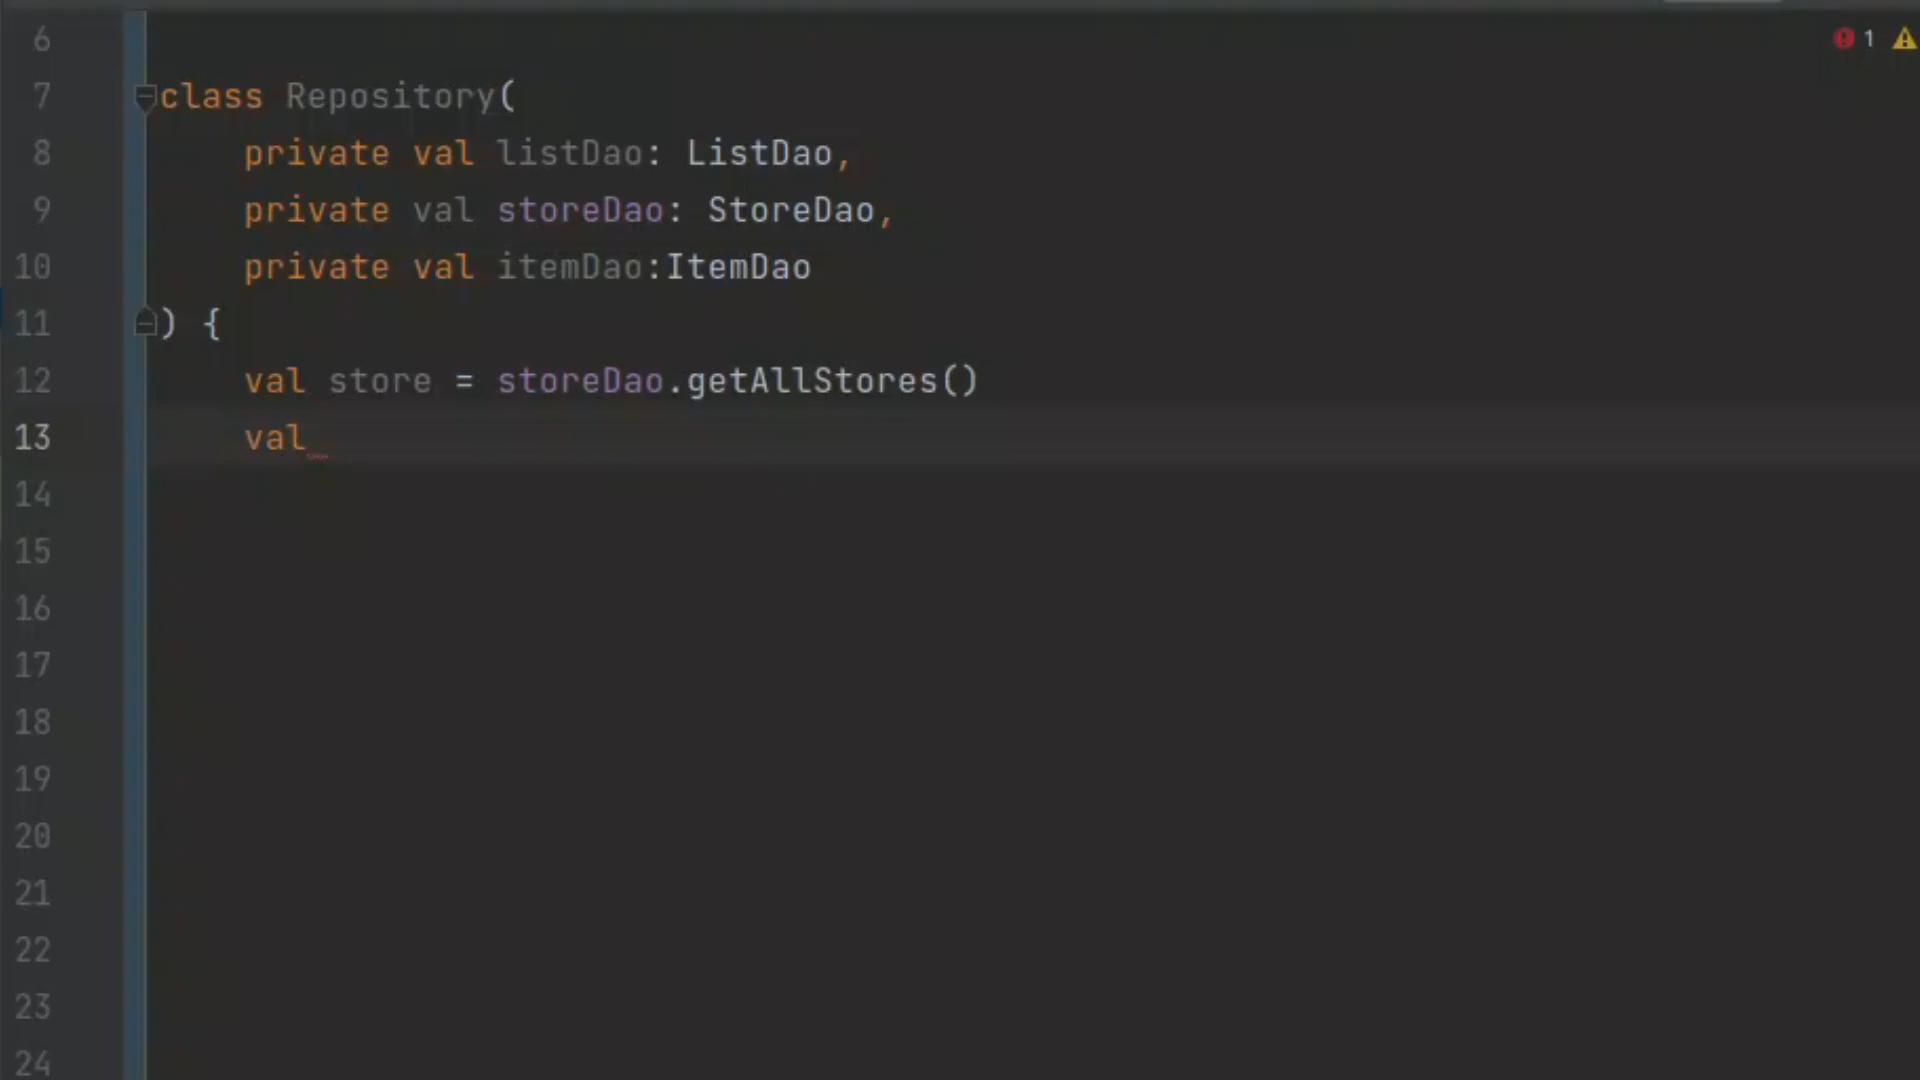 6
1
7 class Repository(
8 private val listDao: ListDao,
9 private val storeDao: StoreDao,
10 private val itemDao:ItemDao
11 ) {
12 val store = storeDao.getAllStores()
13 val
14
15
16
17
18
19
20
21
22
23
24